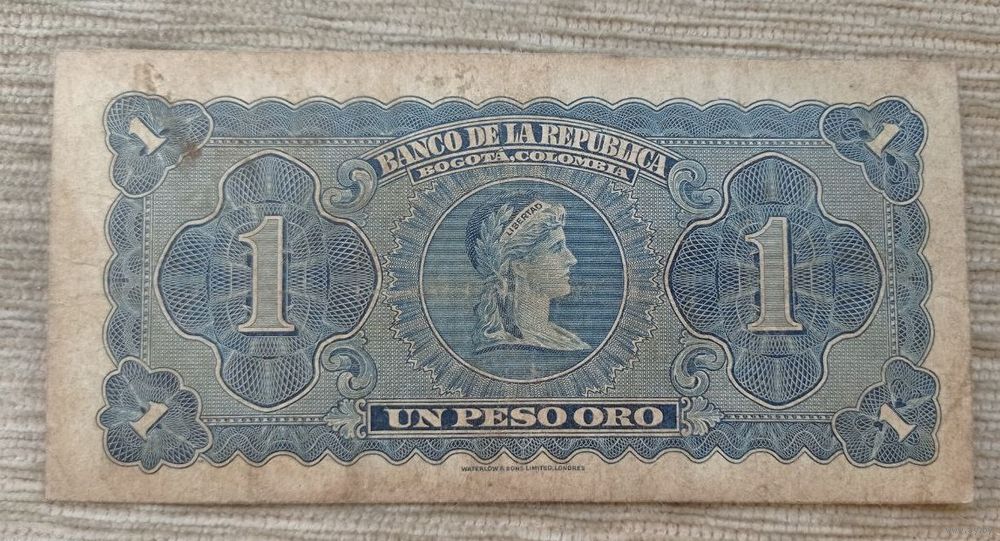 1
1
BANCO DE LA REPUBLICA
BOGOTA, COLOMBIA
LIBERTAD
1
1
1
1
UN PESO ORO
WATERLOW & SONS LIMITED, LONDRES